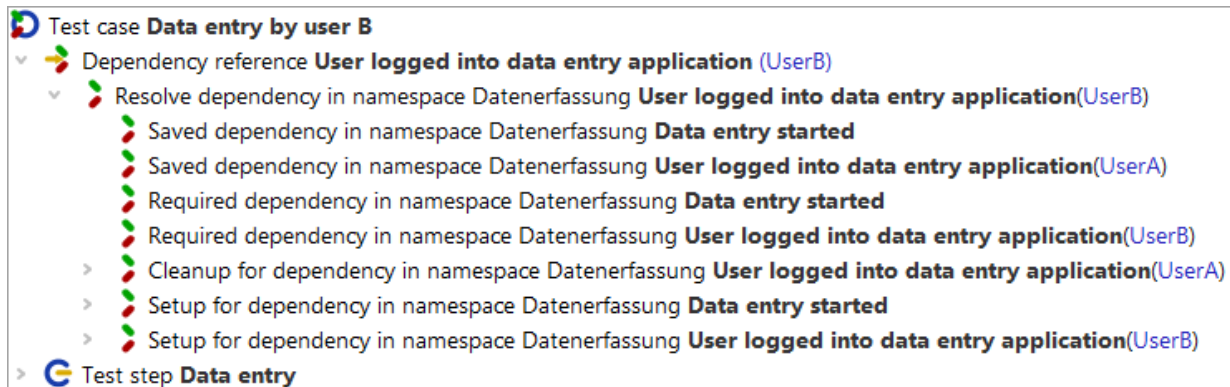 Test case Data entry by user B
Dependency reference User logged into data entry application (UserB)
Resolve dependency in namespace Datenerfassung User logged into data entry application(UserB)
Saved dependency in namespace Datenerfassung Data entry started
Saved dependency in namespace Datenerfassung User logged into data entry application(UserA)
Required dependency in namespace Datenerfassung Data entry started
Required dependency in namespace Datenerfassung User logged into data entry application(UserB)
Cleanup for dependency in namespace Datenerfassung User logged into data entry application(UserA)
Setup for dependency in namespace Datenerfassung Data entry started
Setup for dependency in namespace Datenerfassung User logged into data entry application(UserB)
Test step Data entry